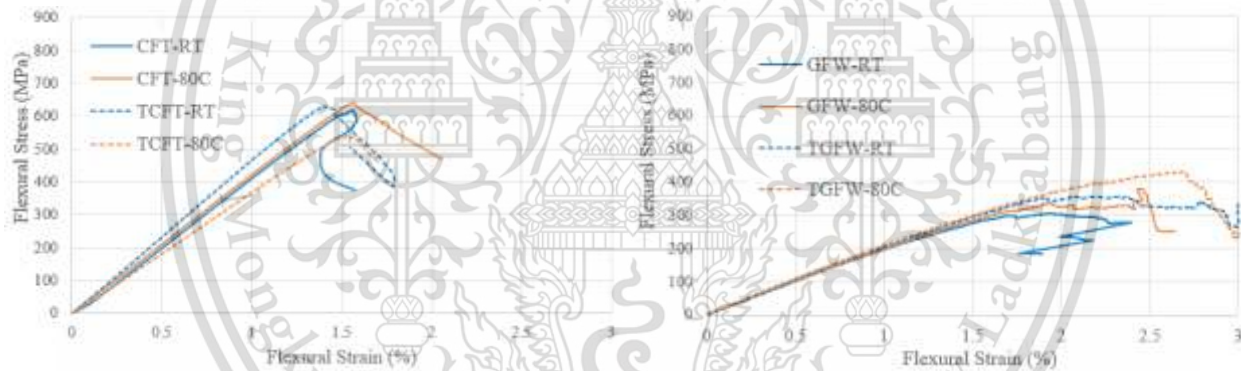 900
800
700
600
500
400
300
200
100
0
Flexural Stress (MPa)
CFT-RT
CFT-80C
TCFT-RT
TCFT-80C
0 0.5 1 1.5 2 3
Flexural Strain (%)
900
800
700
600
500
400
300
200
100
0
Flexural Stress (MPa)
GFW-RT
GFW-80C
TGFW-RT
TGFW-80C
0 0.5 1 1.5 2 2.5 3
Flexural Strain (%)
King Mong
Ladkrabang